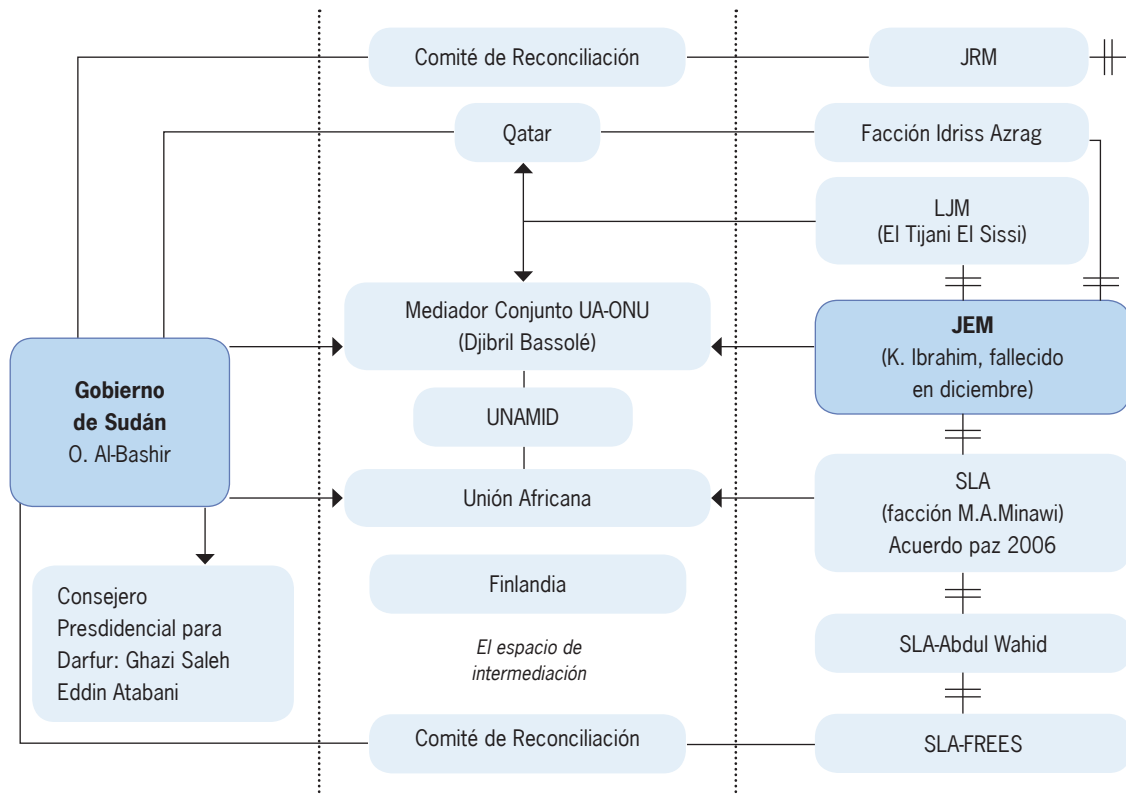 Comité de Reconciliación
JRM
Qatar
Facción Idriss Azrag
LJM
(El Tijani El Sissi)
Mediador Conjunto UA-ONU
(Djibril Bassolé)
JEM
(K. Ibrahim, fallecido
en diciembre)
Gobierno
de Sudán
O. Al-Bashir
UNAMID
Unión Africana
SLA
(facción M.A.Minawi)
Acuerdo paz 2006
Finlandia
Consejero
Presdidencial para
Darfur: Ghazi Saleh
Eddin Atabani
El espacio de
intermediación
SLA-Abdul Wahid
Comité de Reconciliación
SLA-FREES